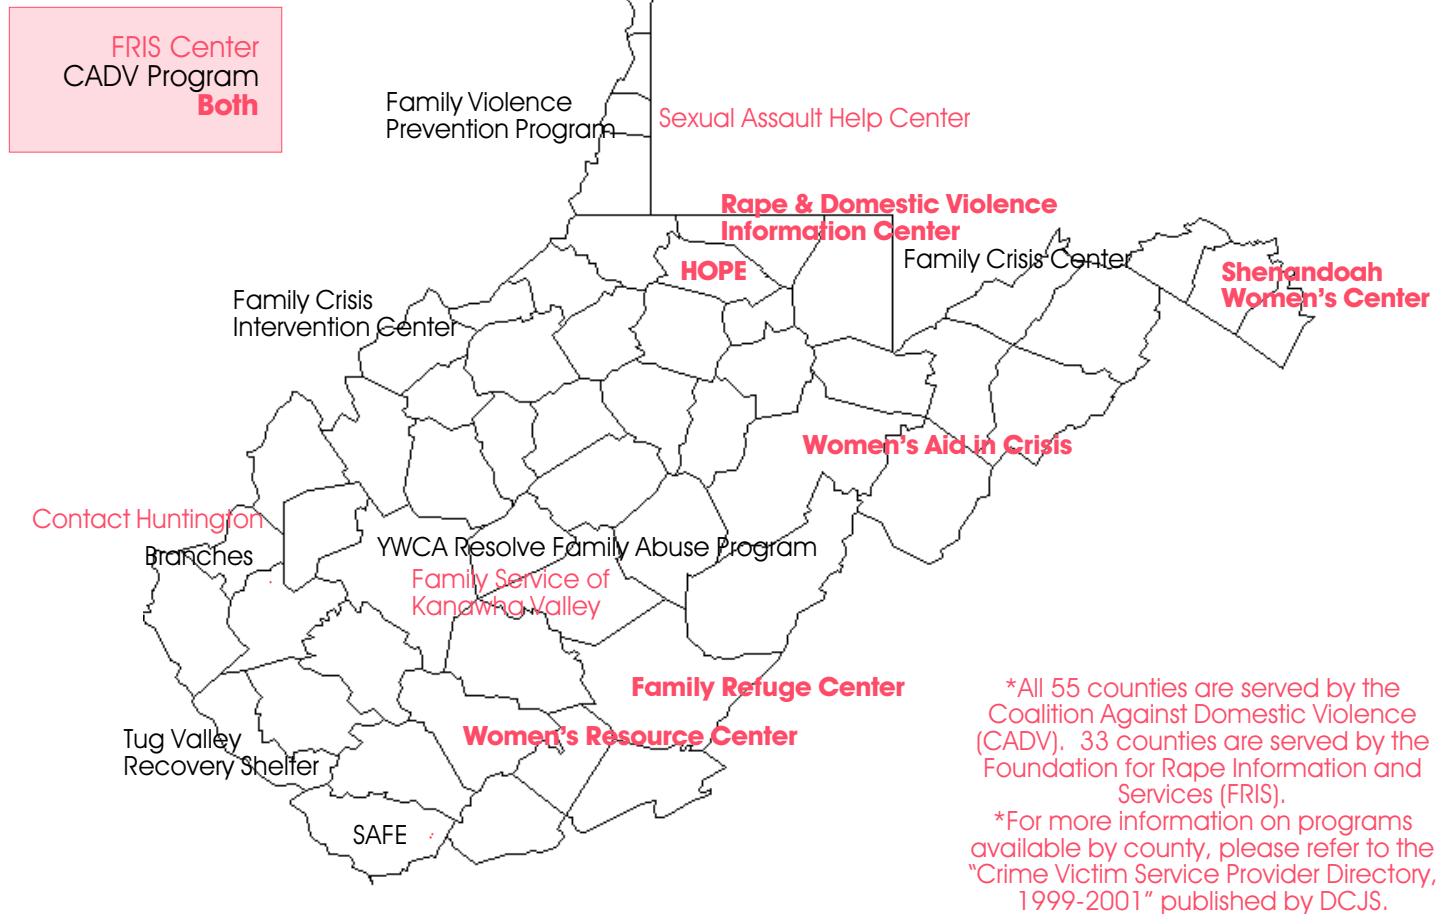 FRIS Center
CADV Program
Both
Family Violence
Prevention Program
Sexual Assault Help Center
Rape & Domestic Violence
Information Center
HOPE
Family Crisis Center
Shenandoah
Women's Center
Family Crisis
Intervention Center
Women's Aid in Crisis
Contact Huntington
Branches
YWCA Resolve Family Abuse Program
Family Service of
Kanawha Valley
Family Refuge Center
Women's Resource Center
Tug Valley
Recovery Shelter
SAFE
*All 55 counties are served by the
Coalition Against Domestic Violence
(CADV).  33 counties are served by the
Foundation for Rape Information and
Services (FRIS).
*For more information on programs
available by county, please refer to the
"Crime Victim Service Provider Directory,
1999-2001" published by DCJS.